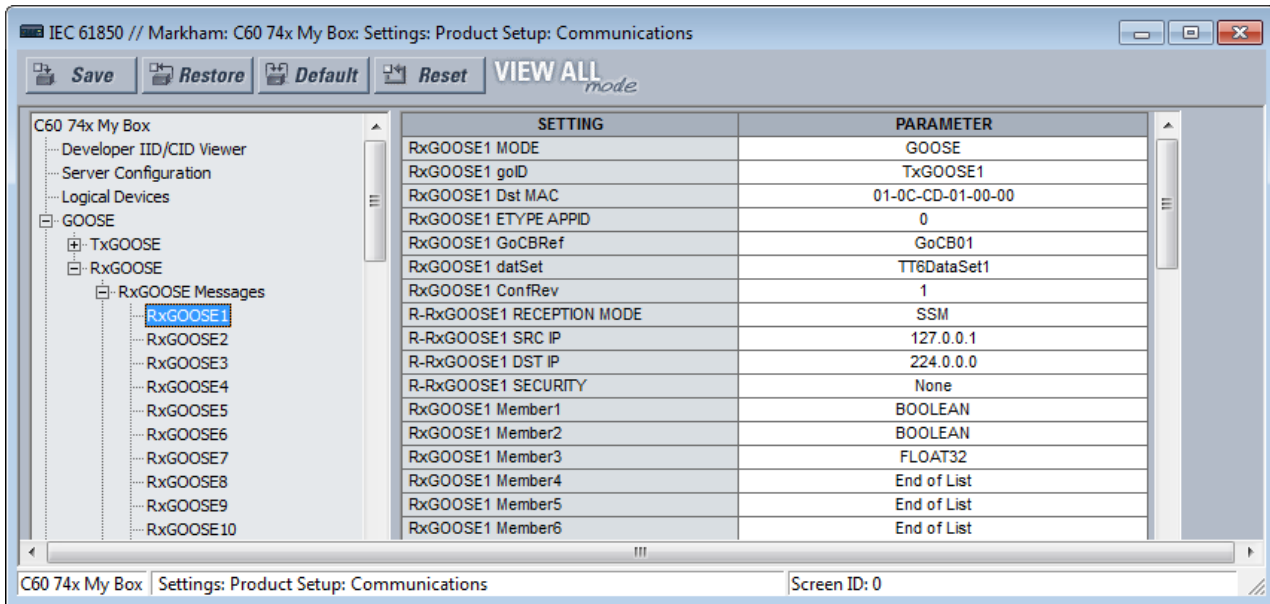 IEC 61850 // Markham: C60 74x My Box: Settings: Product Setup: Communications
Save Restore Default Reset VIEW ALL mode
C60 74x My Box
Developer IID/CID Viewer
Server Configuration
Logical Devices
GOOSE
TxGOOSE
RxGOOSE
RxGOOSE Messages
RxGOOSE1
RxGOOSE2
RxGOOSE3
RxGOOSE4
RxGOOSE5
RxGOOSE6
RxGOOSE7
RxGOOSE8
RxGOOSE9
RxGOOSE10
SETTING PARAMETER
RxGOOSE1 MODE GOOSE
RxGOOSE1 goID TxGOOSE1
RxGOOSE1 Dst MAC 01-0C-CD-01-00-00
RxGOOSE1 ETYPE APPID 0
RxGOOSE1 GoCBRef GoCB01
RxGOOSE1 datSet TT6DataSet1
RxGOOSE1 ConfRev 1
R-RxGOOSE1 RECEPTION MODE SSM
R-RxGOOSE1 SRC IP 127.0.0.1
R-RxGOOSE1 DST IP 224.0.0.0
R-RxGOOSE1 SECURITY None
RxGOOSE1 Member1 BOOLEAN
RxGOOSE1 Member2 BOOLEAN
RxGOOSE1 Member3 FLOAT32
RxGOOSE1 Member4 End of List
RxGOOSE1 Member5 End of List
RxGOOSE1 Member6 End of List
C60 74x My Box Settings: Product Setup: Communications Screen ID: 0